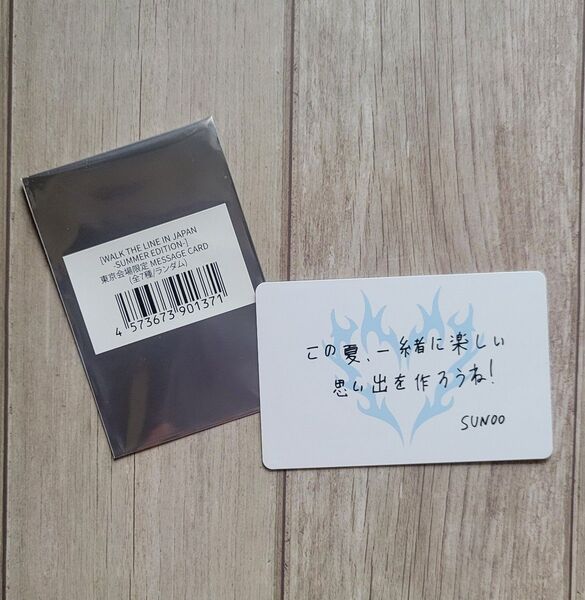 [WALK THE LINE IN JAPAN
-SUMMER EDITION-]
東京会場限定 MESSAGE CARD
(全7種/ランダム)
4 573673 901371
この夏、一緒に楽しい
思い出を作ろうね!
SUNOO